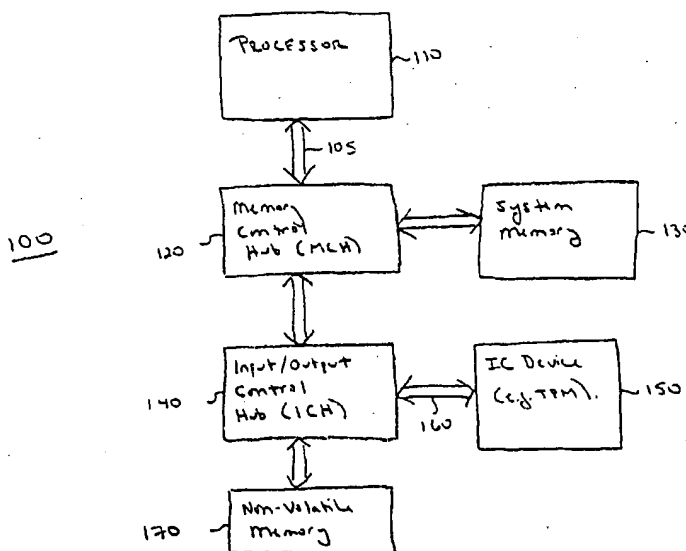 PROCESSOR
110
105
Memory
Control
Hub (MCH)
120
System
Memory
130
100
Input/Output
Control
Hub (ICH)
140
IC Device
(e.g. TPM).
150
160
Non-Volatile
Memory
170